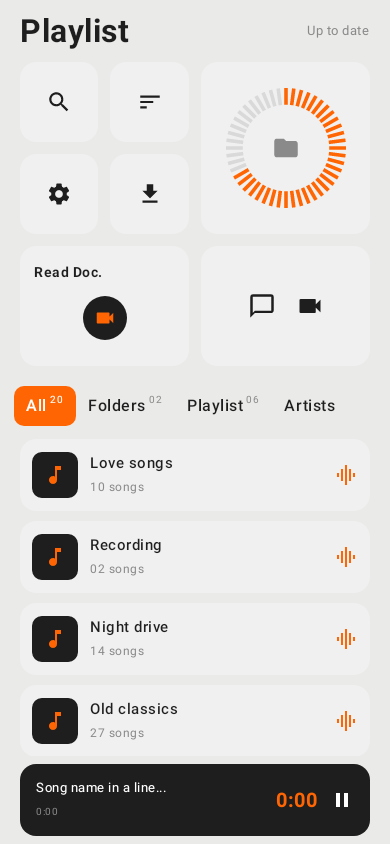 Playlist
Up to date
Read Doc.
All 20
Folders 02
Playlist 06
Artists
Love songs
10 songs
Recording
02 songs
Night drive
14 songs
Old classics
27 songs
Song name in a line...
0:00
0:00